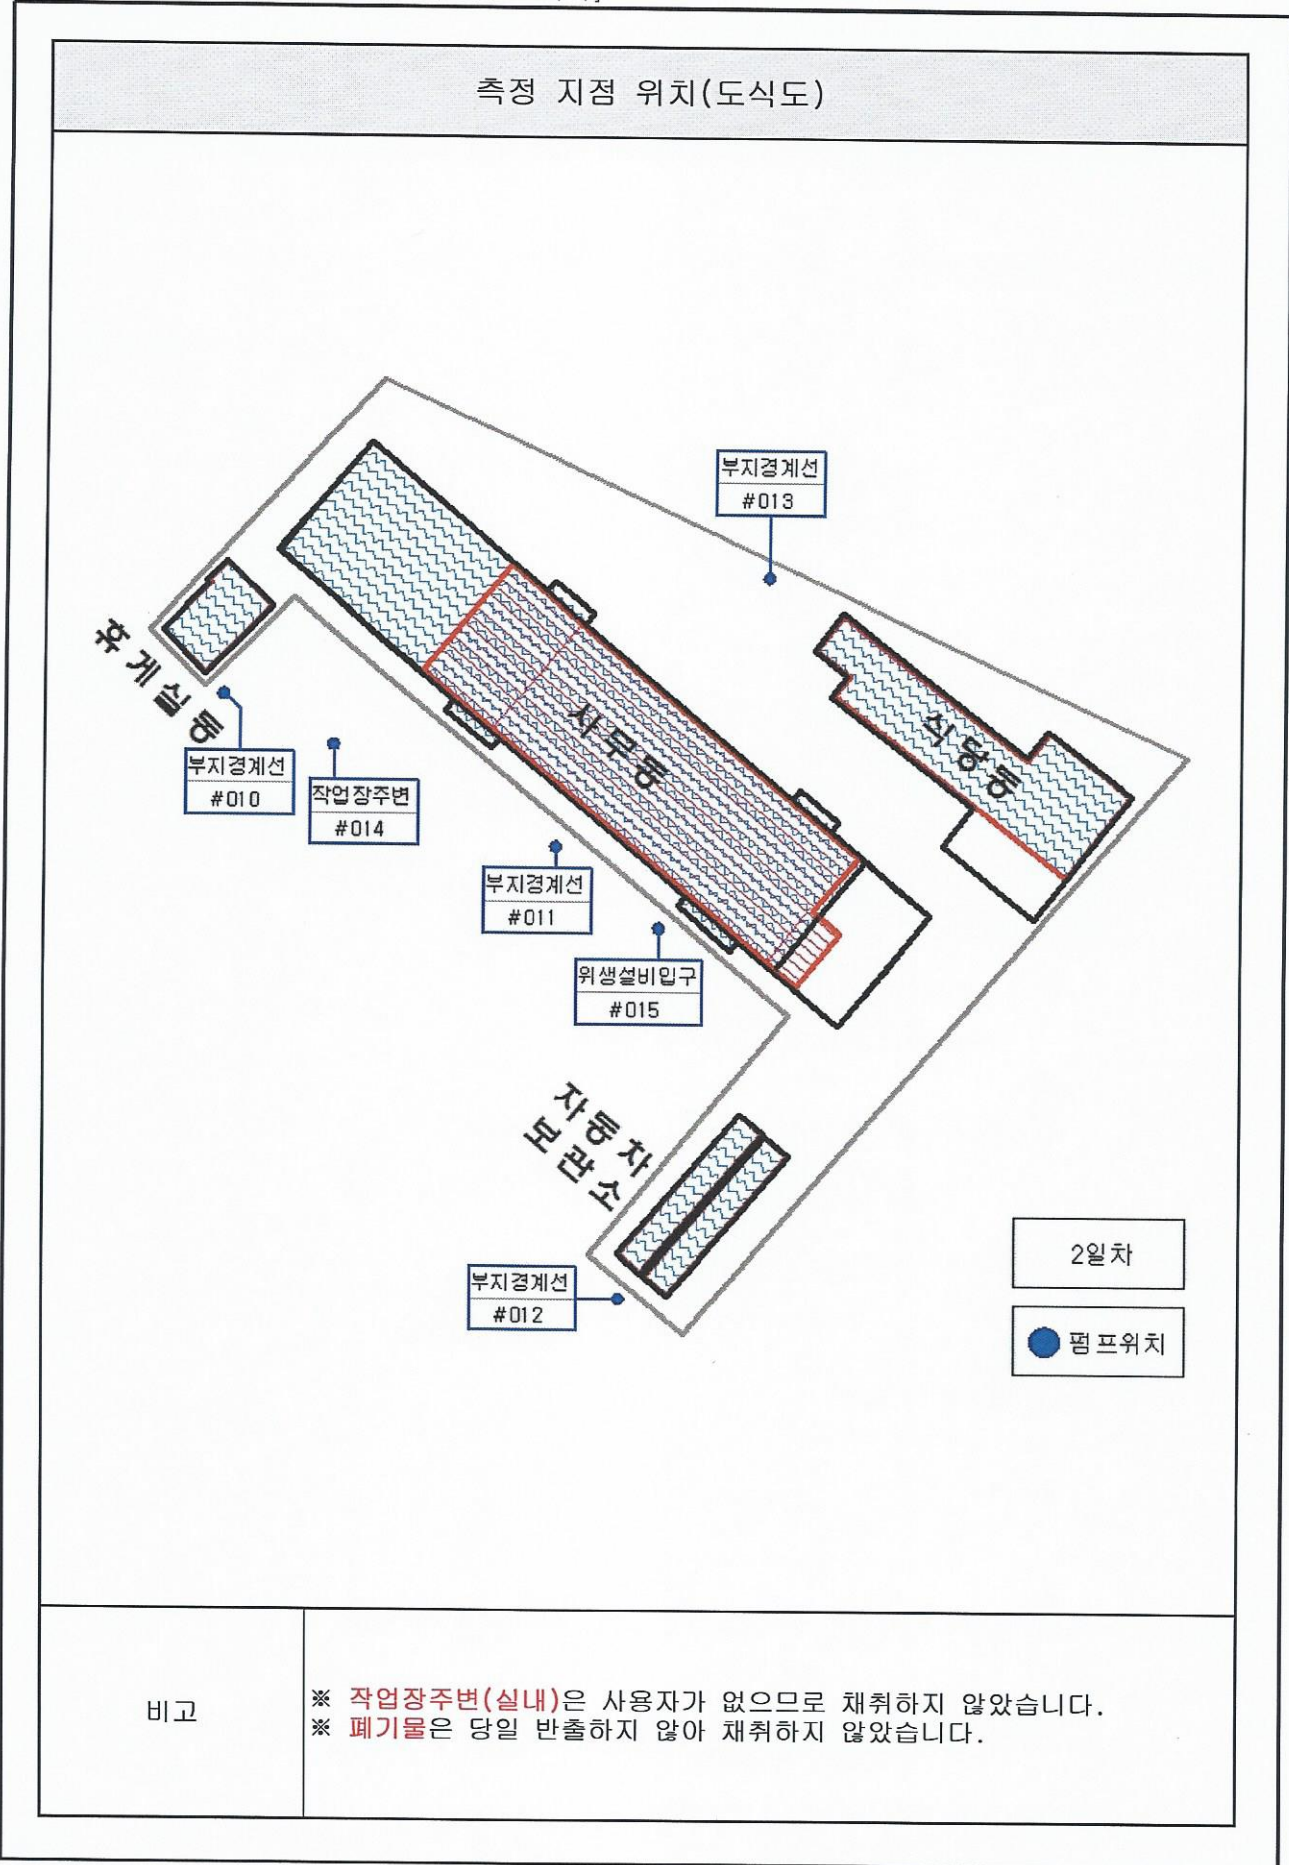 측정 지점 위치(도식도)
부지경계선
#013
휴게실동
사무동
식당동
부지경계선
#010
작업장주변
#014
부지경계선
#011
위생설비입구
#015
자동차
보관소
부지경계선
#012
2일차
펌프위치
비고
※ 작업장주변(실내)은 사용자가 없으므로 채취하지 않았습니다.
※ 폐기물은 당일 반출하지 않아 채취하지 않았습니다.